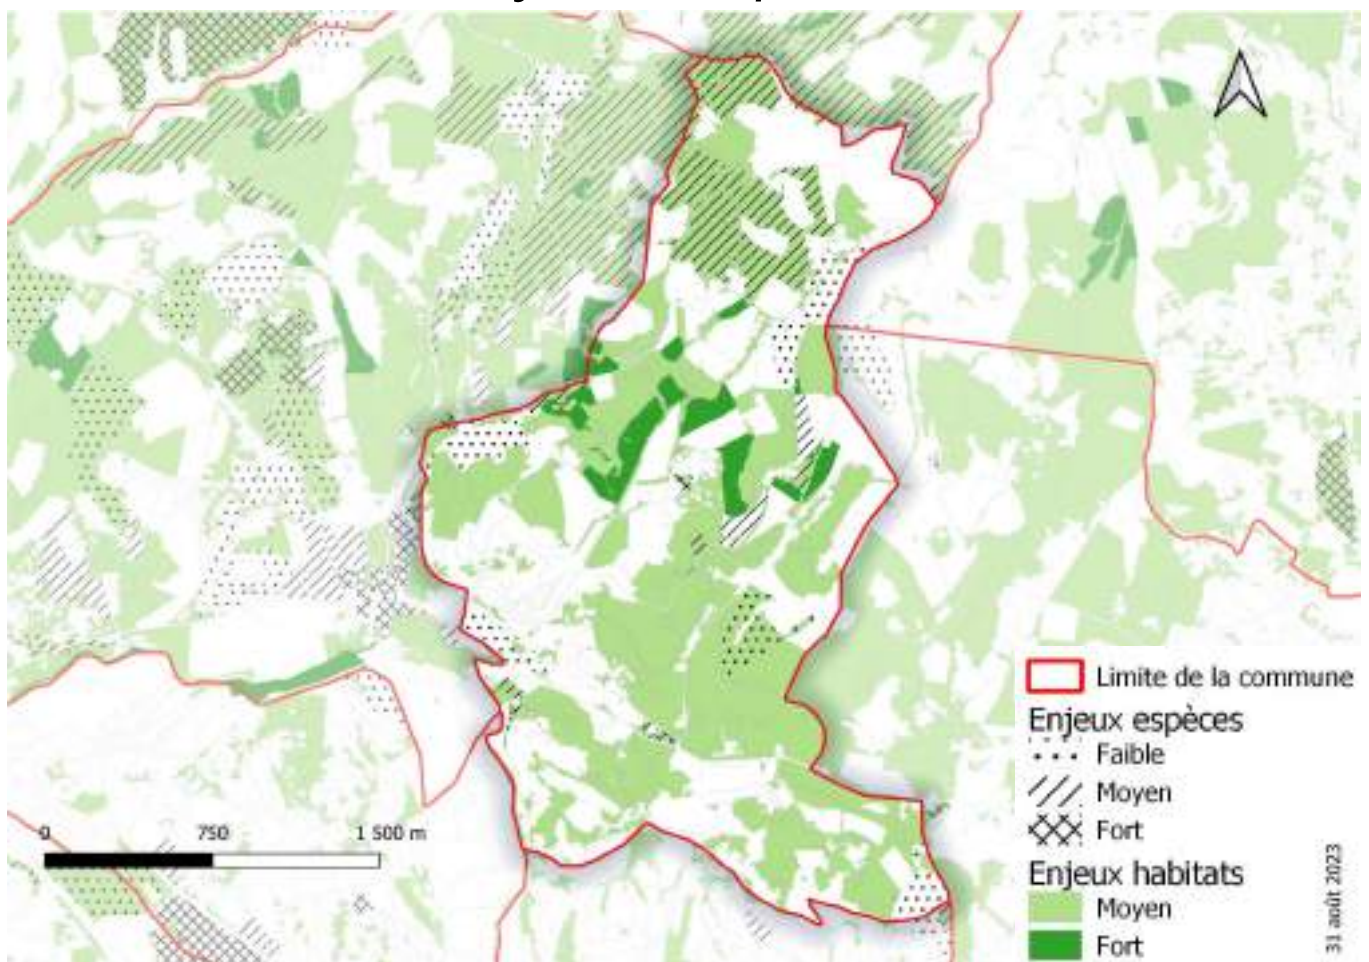 0 750 1 500 m
Limite de la commune
Enjeux espèces
Faible
Moyen
Fort
Enjeux habitats
Moyen
Fort
31 août 2023